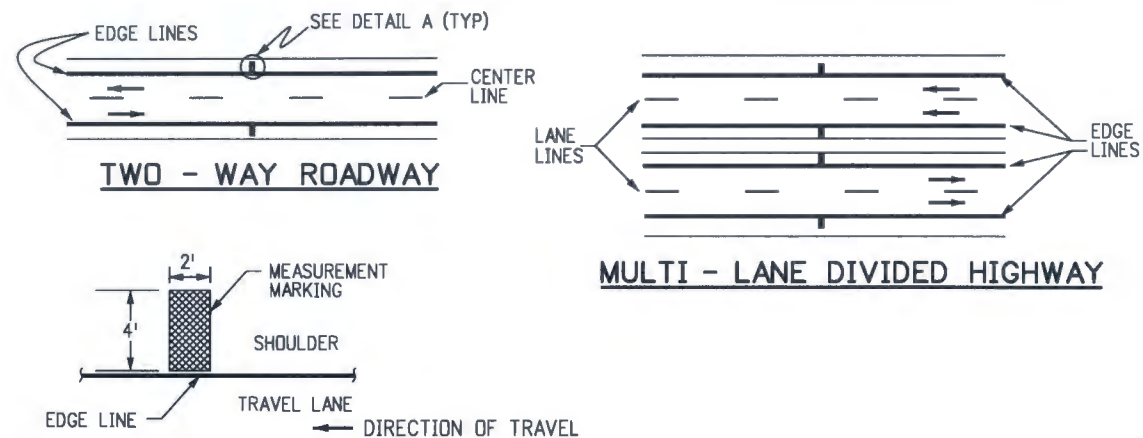 EDGE LINES
SEE DETAIL A (TYP)
CENTER
LINE
TWO - WAY ROADWAY
LANE
LINES
EDGE
LINES
MULTI - LANE DIVIDED HIGHWAY
2'
MEASUREMENT
MARKING
4'
SHOULDER
EDGE LINE
TRAVEL LANE
DIRECTION OF TRAVEL